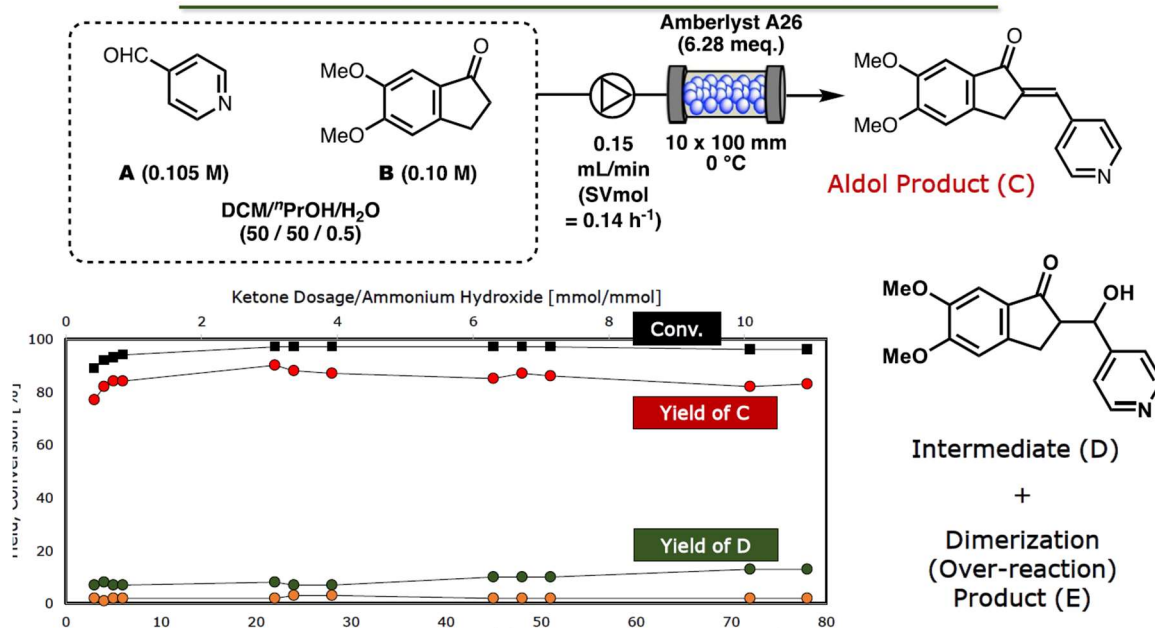 OHC
N
A (0.105 M)
O
MeO
MeO
B (0.10 M)
DCM/nPrOH/H2O
(50 / 50 / 0.5)
0.15
mL/min
(SVmol
= 0.14 h-1)
Amberlyst A26
(6.28 meq.)
10 x 100 mm
0 °C
O
MeO
MeO
N
Aldol Product (C)
Ketone Dosage/Ammonium Hydroxide [mmol/mmol]
0 2 4 6 8 10
Conv.
100
80
60
40
20
0
Yield of C
Yield of D
0 10 20 30 40 50 60 70 80
O
OH
MeO
MeO
N
Intermediate (D)
+
Dimerization
(Over-reaction)
Product (E)